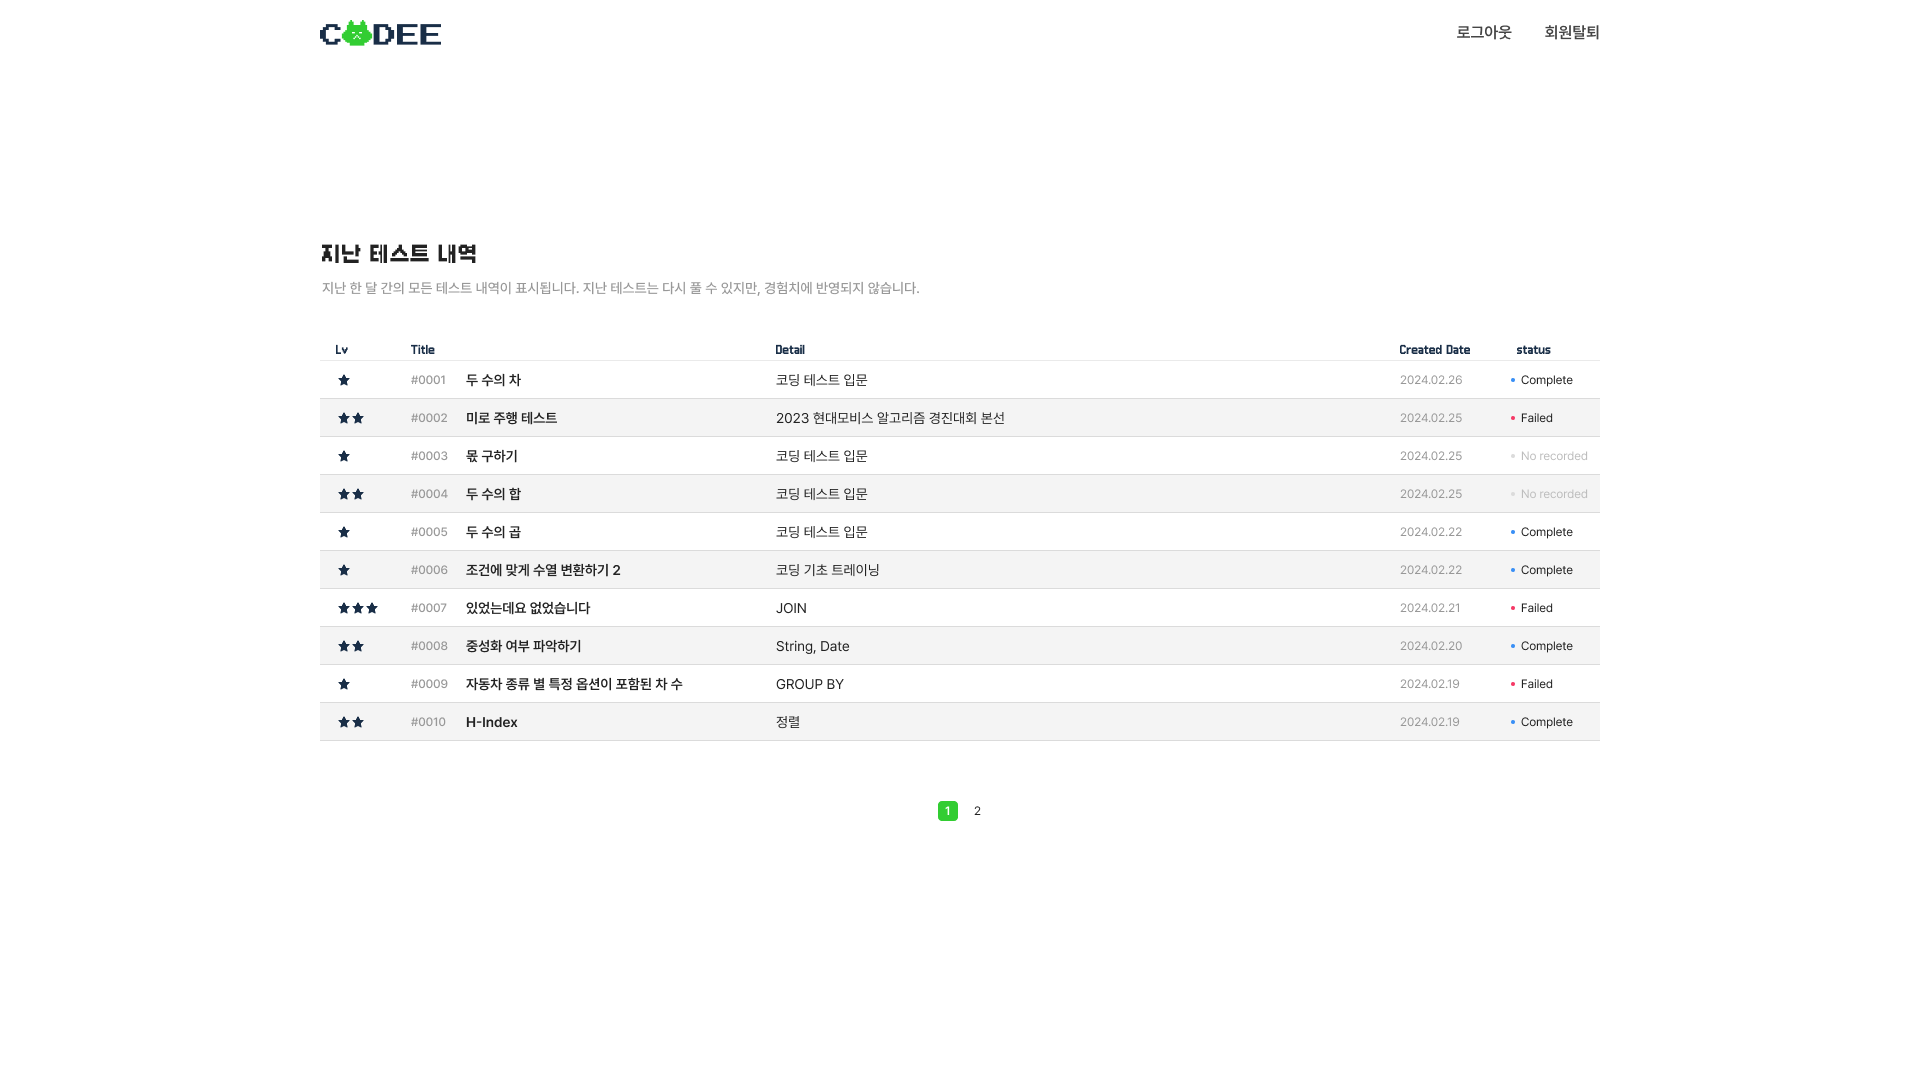 CODEE
로그아웃 회원탈퇴
지난 테스트 내역
지난 한 달 간의 모든 테스트 내역이 표시됩니다. 지난 테스트는 다시 풀 수 있지만, 경험치에 반영되지 않습니다.
Lv Title Detail Created Date status
★ #0001 두 수의 차 코딩 테스트 입문 2024.02.26 Complete
★★ #0002 미로 주행 테스트 2023 현대모비스 알고리즘 경진대회 본선 2024.02.25 Failed
★ #0003 몫 구하기 코딩 테스트 입문 2024.02.25 No recorded
★★ #0004 두 수의 합 코딩 테스트 입문 2024.02.25 No recorded
★ #0005 두 수의 곱 코딩 테스트 입문 2024.02.22 Complete
★ #0006 조건에 맞게 수열 변환하기 2 코딩 기초 트레이닝 2024.02.22 Complete
★★★ #0007 있었는데요 없었습니다 JOIN 2024.02.21 Failed
★★ #0008 중성화 여부 파악하기 String, Date 2024.02.20 Complete
★ #0009 자동차 종류 별 특정 옵션이 포함된 차 수 GROUP BY 2024.02.19 Failed
★★ #0010 H-Index 정렬 2024.02.19 Complete
1 2